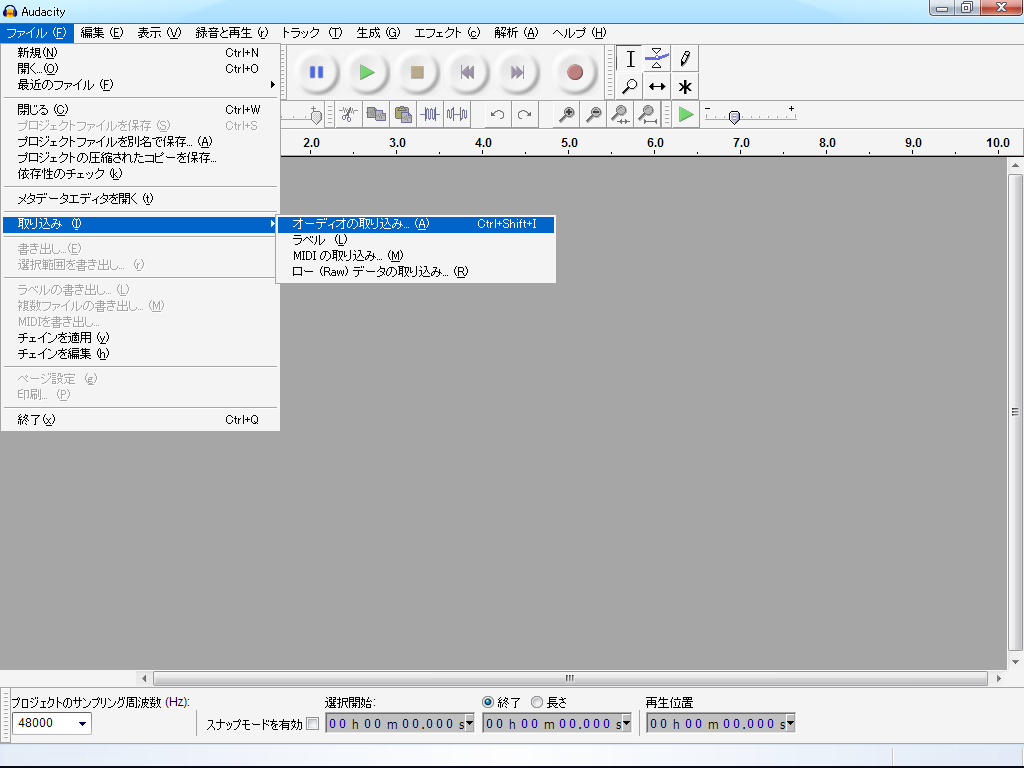 Audacity
ファイル (F) 編集 (E) 表示 (V) 録音と再生 (r) トラック (T) 生成 (G) エフェクト (c) 解析 (A) ヘルプ (H)
新規(N) Ctrl+N
開く...(O) Ctrl+O
最近のファイル (F)
閉じる (C) Ctrl+W
プロジェクトファイルを保存 (S) Ctrl+S
プロジェクトファイルを別名で保存... (A)
プロジェクトの圧縮されたコピーを保存...
依存性のチェック (k)
メタデータエディタを開く (t)
取り込み (I)
書き出し...(E)
選択範囲を書き出し... (r)
ラベルの書き出し... (L)
複数ファイルの書き出し... (M)
MIDIを書き出し...
チェインを適用 (y)
チェインを編集 (h)
ページ設定 (g)
印刷... (P)
終了(x) Ctrl+Q
オーディオの取り込み... (A) Ctrl+Shift+I
ラベル (L)
MIDI の取り込み... (M)
ロー (Raw) データの取り込み... (R)
- +
2.0 3.0 4.0 5.0 6.0 7.0 8.0 9.0 10.0
プロジェクトのサンプリング周波数 (Hz):
48000
スナップモードを有効
選択開始:
00 h 00 m 00.000 s
終了 長さ
00 h 00 m 00.000 s
再生位置
00 h 00 m 00.000 s